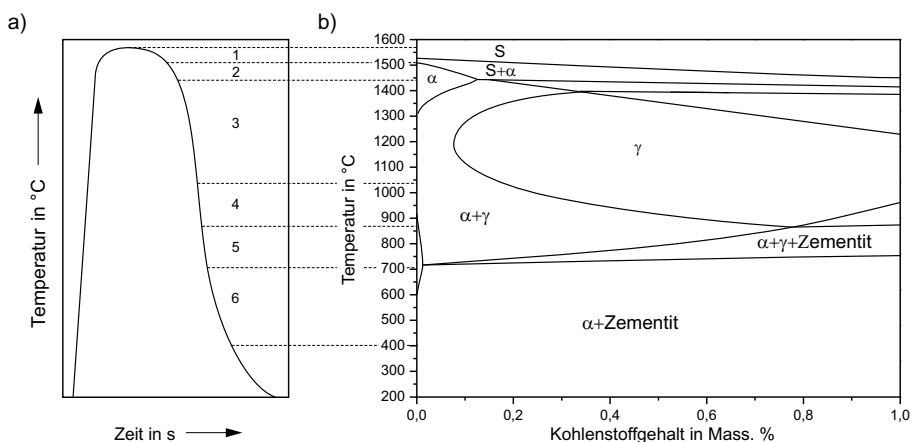 a)
Temperatur in °C
1
2
3
4
5
6
Zeit in s
b)
Temperatur in °C
1600
1500
1400
1300
1200
1100
1000
900
800
700
600
500
400
300
200
S
S+α
α
γ
α+γ
α+γ+Zementit
α+Zementit
0,0 0,2 0,4 0,6 0,8 1,0
Kohlenstoffgehalt in Mass. %